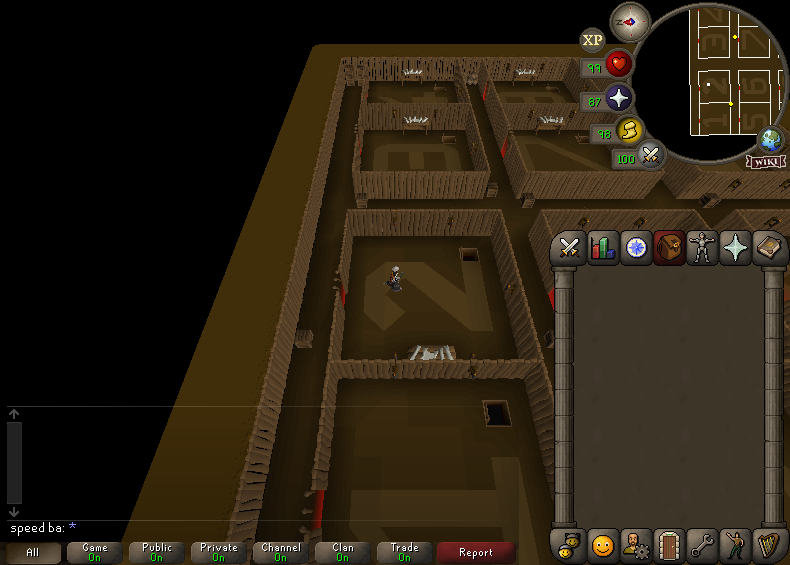 XP
99
87
98
100
WIKI
speed ba: *
All
Game
On
Public
On
Private
On
Channel
On
Clan
On
Trade
On
Report